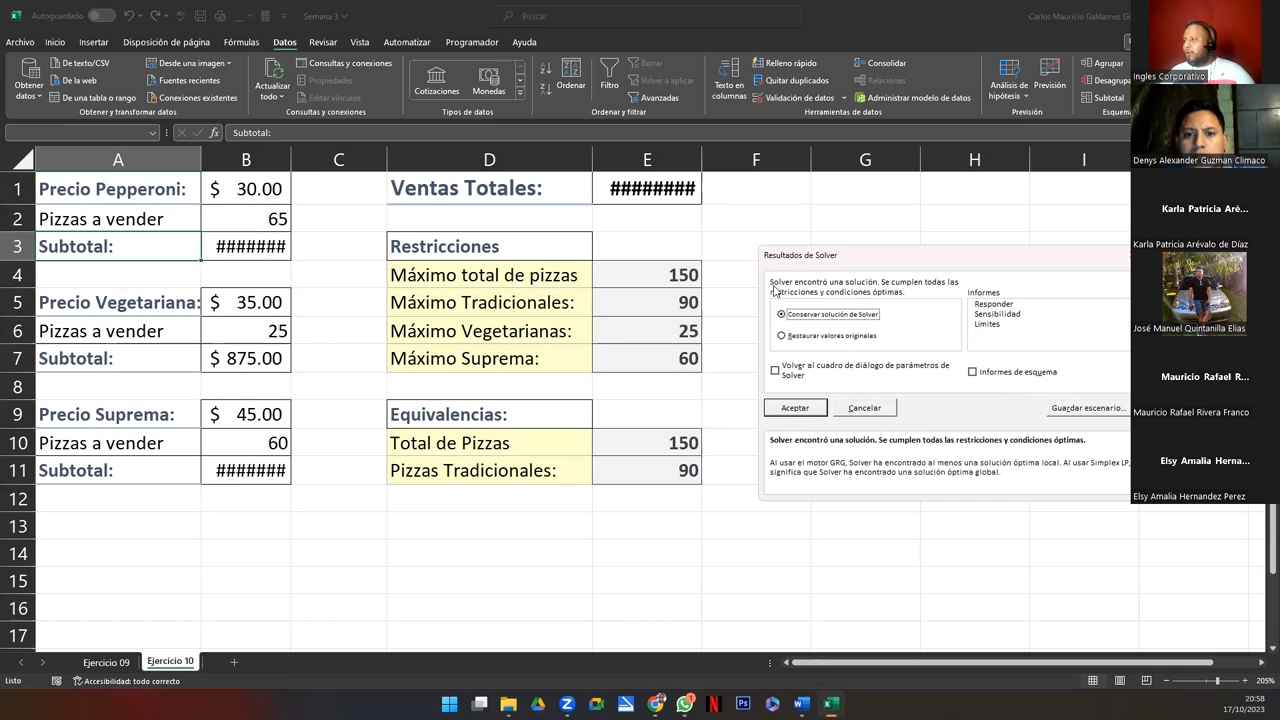 Autoguardado
Semana 3
Buscar
Carlos Mauricio Galdamez
Archivo Inicio Insertar Disposición de página Fórmulas Datos Revisar Vista Automatizar Programador Ayuda
Obtener datos
De texto/CSV
De la web
De una tabla o rango
Desde una imagen
Fuentes recientes
Conexiones existentes
Obtener y transformar datos
Actualizar todo
Consultas y conexiones
Propiedades
Editar vínculos
Consultas y conexiones
Cotizaciones
Monedas
Tipos de datos
Ordenar
Filtro
Borrar
Volver a aplicar
Avanzadas
Ordenar y filtrar
Texto en columnas
Relleno rápido
Quitar duplicados
Validación de datos
Consolidar
Relaciones
Administrar modelo de datos
Herramientas de datos
Análisis de hipótesis
Previsión
Previsión
Agrupar
Desagrupa
Subtotal
Esquema
fx Subtotal:
A B C D E F G H I
1 Precio Pepperoni: $ 30.00 Ventas Totales: ########
2 Pizzas a vender 65
3 Subtotal: ####### Restricciones
4 Máximo total de pizzas 150
5 Precio Vegetariana: $ 35.00 Máximo Tradicionales: 90
6 Pizzas a vender 25 Máximo Vegetarianas: 25
7 Subtotal: $ 875.00 Máximo Suprema: 60
8
9 Precio Suprema: $ 45.00 Equivalencias:
10 Pizzas a vender 60 Total de Pizzas 150
11 Subtotal: ####### Pizzas Tradicionales: 90
12
13
14
15
16
17
Resultados de Solver
Solver encontró una solución. Se cumplen todas las
restricciones y condiciones óptimas.
Conservar solución de Solver
Restaurar valores originales
Informes
Responder
Sensibilidad
Límites
Volver al cuadro de diálogo de parámetros de
Solver
Informes de esquema
Aceptar
Cancelar
Guardar escenario...
Solver encontró una solución. Se cumplen todas las restricciones y condiciones óptimas.
Al usar el motor GRG, Solver ha encontrado al menos una solución óptima local. Al usar Simplex LP,
significa que Solver ha encontrado una solución óptima global.
Ingles Corporativo
Denys Alexander Guzman Climaco
Karla Patricia Aré...
Karla Patricia Arévalo de Díaz
José Manuel Quintanilla Elias
Mauricio Rafael R...
Mauricio Rafael Rivera Franco
Elsy Amalia Herna...
Elsy Amalia Hernandez Perez
Ejercicio 09
Ejercicio 10
Listo
Accesibilidad: todo correcto
205%
20:58
17/10/2023